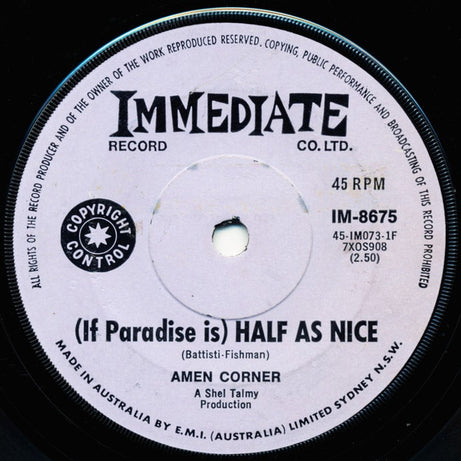 ALL RIGHTS OF THE RECORD PRODUCER AND OF THE OWNER OF THE WORK REPRODUCED RESERVED. COPYING, PUBLIC PERFORMANCE AND BROADCASTING OF THIS RECORD PROHIBITED
IMMEDIATE
RECORD CO. LTD.
45 RPM
IM-8675
45-IM073-1F
7XOS908
(2.50)
COPYRIGHT
CONTROL
(If Paradise is) HALF AS NICE
(Battisti-Fishman)
AMEN CORNER
A Shel Talmy
Production
MADE IN AUSTRALIA BY E.M.I. (AUSTRALIA) LIMITED SYDNEY N.S.W.